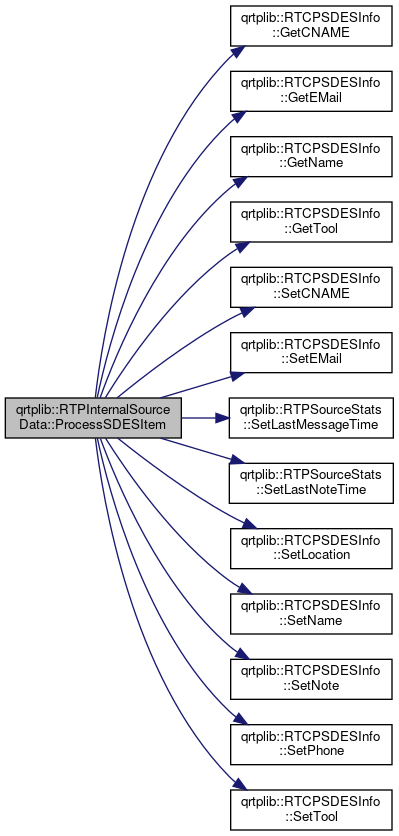 qrtplib::RTCPSDESInfo
::GetCNAME
qrtplib::RTCPSDESInfo
::GetEMail
qrtplib::RTCPSDESInfo
::GetName
qrtplib::RTCPSDESInfo
::GetTool
qrtplib::RTCPSDESInfo
::SetCNAME
qrtplib::RTCPSDESInfo
::SetEMail
qrtplib::RTPInternalSource
Data::ProcessSDESItem
qrtplib::RTPSourceStats
::SetLastMessageTime
qrtplib::RTPSourceStats
::SetLastNoteTime
qrtplib::RTCPSDESInfo
::SetLocation
qrtplib::RTCPSDESInfo
::SetName
qrtplib::RTCPSDESInfo
::SetNote
qrtplib::RTCPSDESInfo
::SetPhone
qrtplib::RTCPSDESInfo
::SetTool